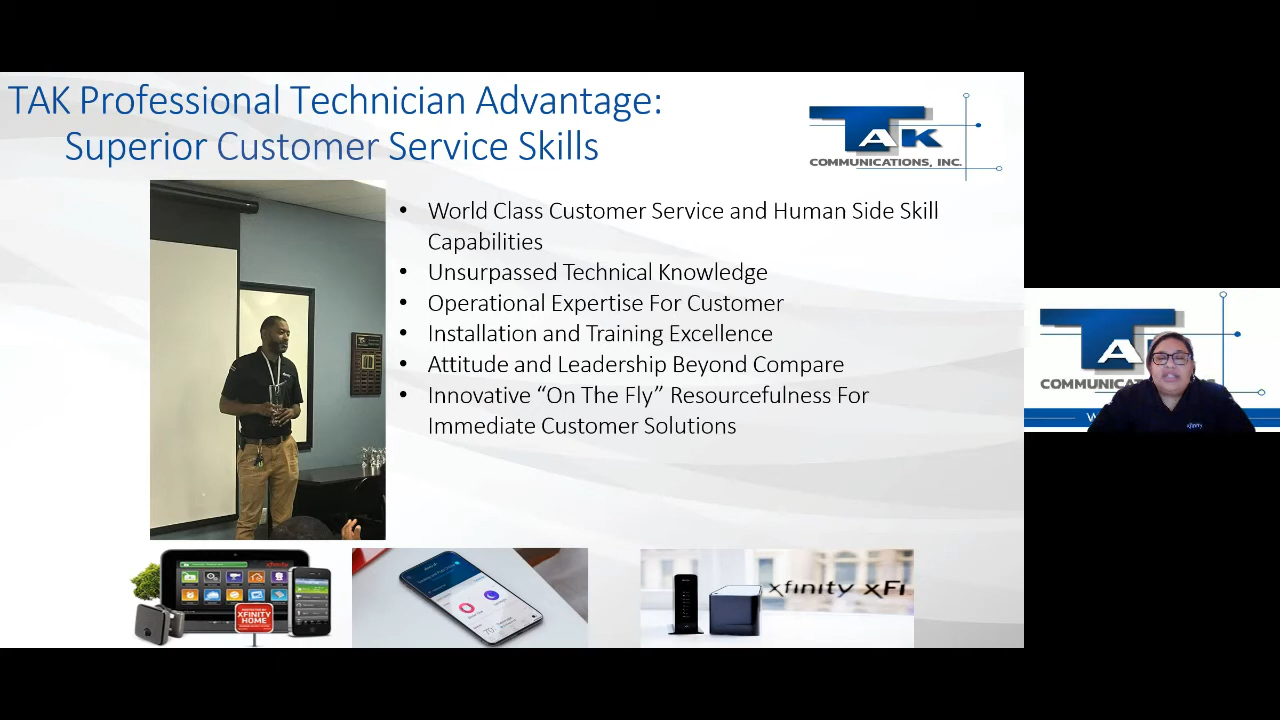 TAK Professional Technician Advantage:
Superior Customer Service Skills
TAK
COMMUNICATIONS, INC.
• World Class Customer Service and Human Side Skill
Capabilities
• Unsurpassed Technical Knowledge
• Operational Expertise For Customer
• Installation and Training Excellence
• Attitude and Leadership Beyond Compare
• Innovative “On The Fly” Resourcefulness For
Immediate Customer Solutions
xfinity
XFINITY
HOME
xfinity xFi
xfinity